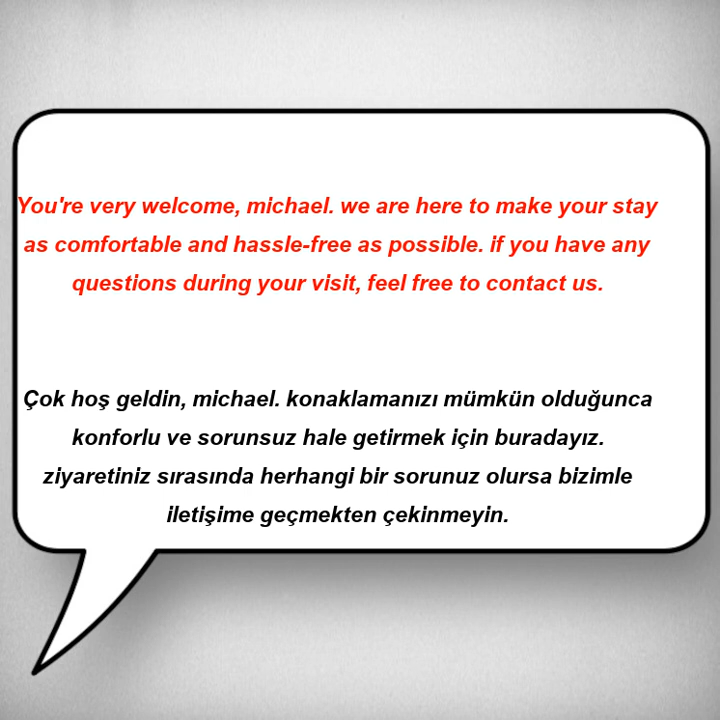 You're very welcome, michael. we are here to make your stay
as comfortable and hassle-free as possible. if you have any
questions during your visit, feel free to contact us.
Çok hoş geldin, michael. konaklamanızı mümkün olduğunca
konforlu ve sorunsuz hale getirmek için buradayız.
ziyaretiniz sırasında herhangi bir sorunuz olursa bizimle
iletişime geçmekten çekinmeyin.